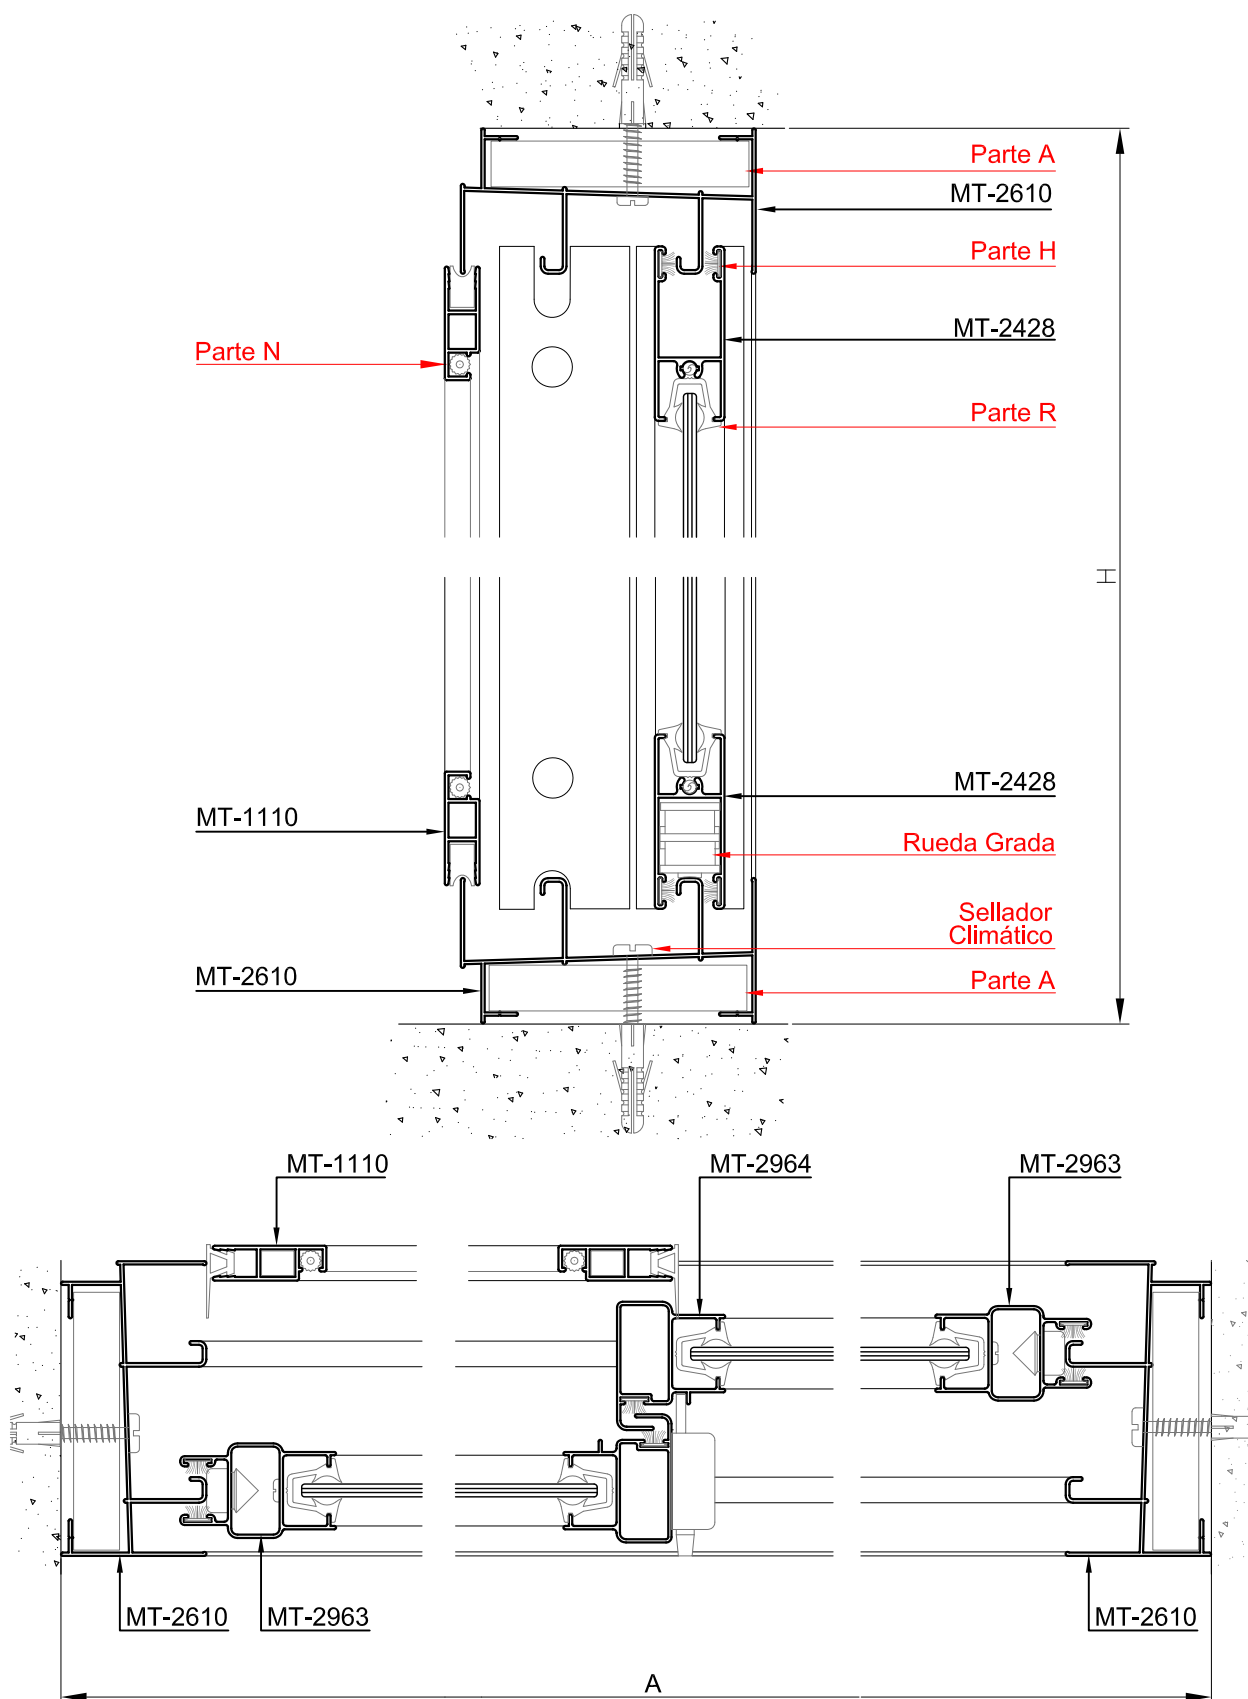 Parte A
MT-2610
Parte H
MT-2428
Parte N
Parte R
H
MT-2428
MT-1110
Rueda Grada
Sellador
Climático
MT-2610
Parte A
MT-1110
MT-2964
MT-2963
MT-2610
MT-2963
MT-2610
A